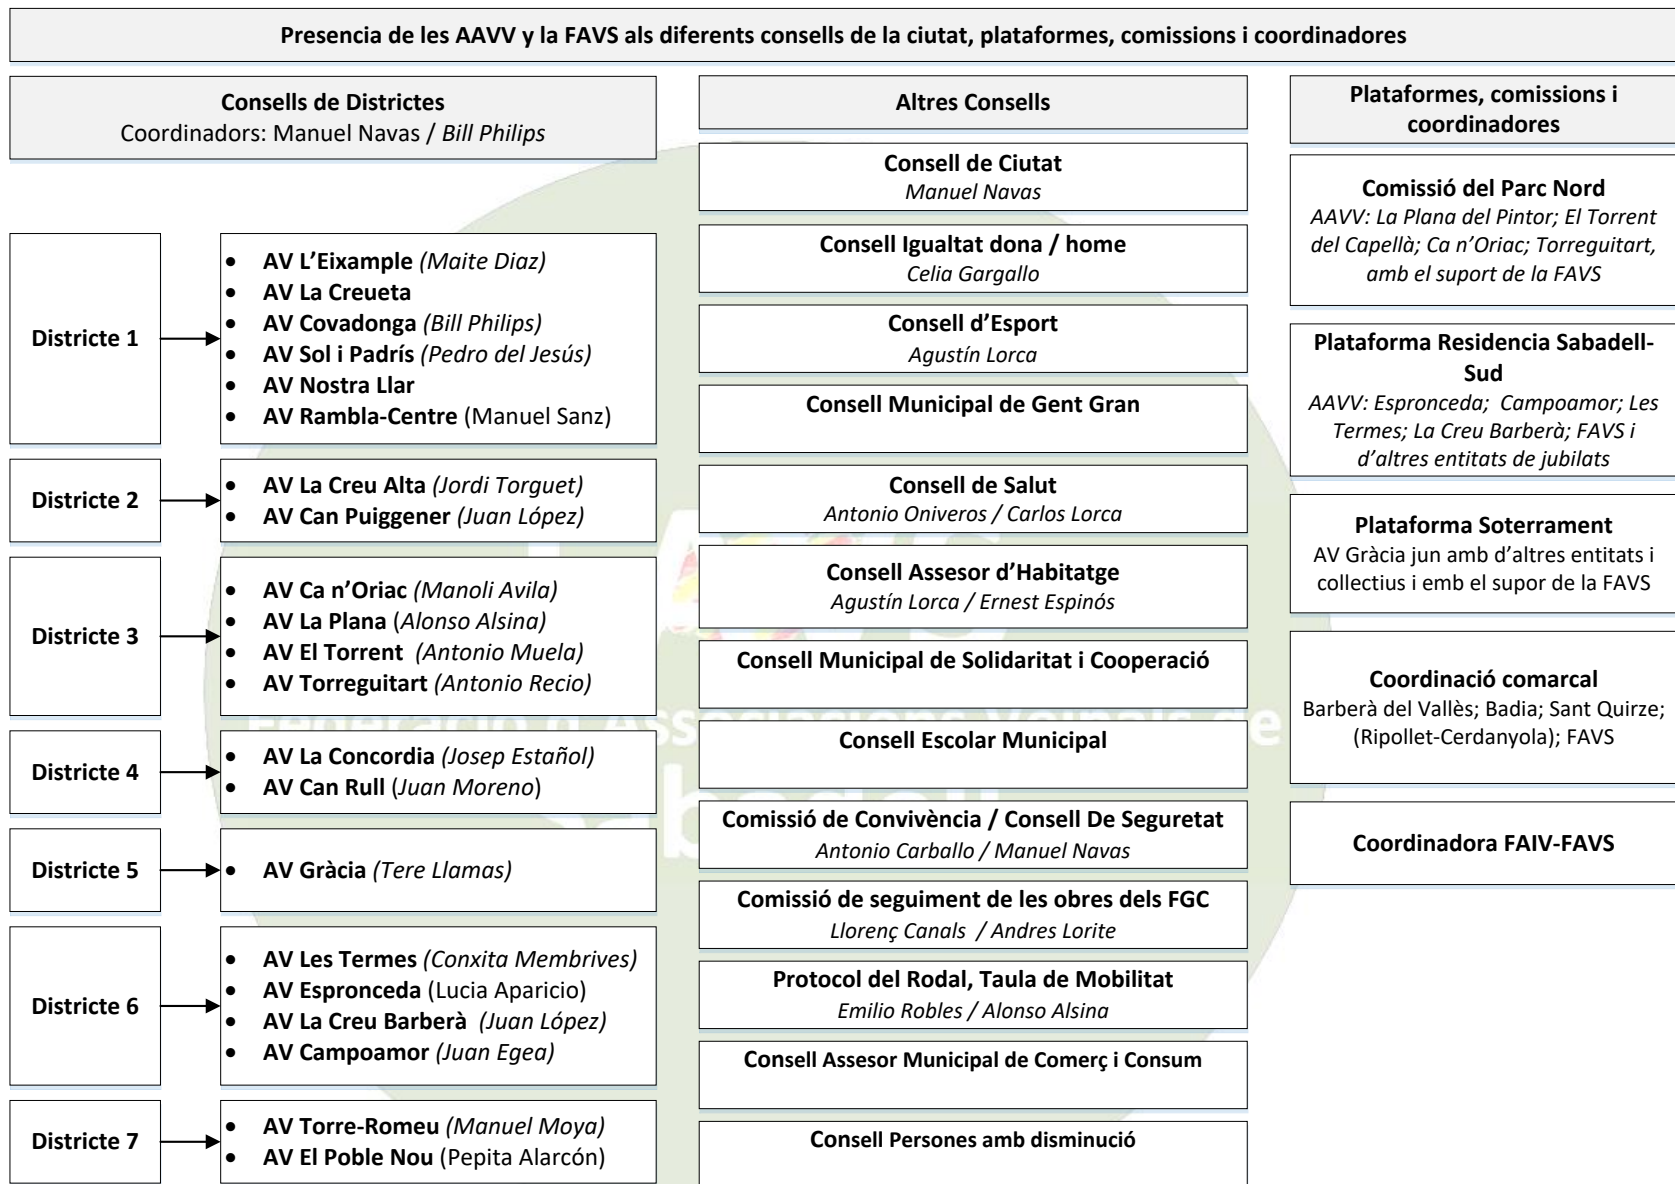 Presencia de les AAVV y la FAVS als diferents consells de la ciutat, plataformes, comissions i coordinadores
Consells de Districtes
Coordinadors: Manuel Navas / Bill Philips
Districte 1
• AV L’Eixample (Maite Diaz)
• AV La Creueta
• AV Covadonga (Bill Philips)
• AV Sol i Padrís (Pedro del Jesús)
• AV Nostra Llar
• AV Rambla-Centre (Manuel Sanz)
Districte 2
• AV La Creu Alta (Jordi Torguet)
• AV Can Puiggener (Juan López)
Districte 3
• AV Ca n’Oriac (Manoli Avila)
• AV La Plana (Alonso Alsina)
• AV El Torrent (Antonio Muela)
• AV Torreguitart (Antonio Recio)
Districte 4
• AV La Concordia (Josep Estañol)
• AV Can Rull (Juan Moreno)
Districte 5
• AV Gràcia (Tere Llamas)
Districte 6
• AV Les Termes (Conxita Membrives)
• AV Espronceda (Lucia Aparicio)
• AV La Creu Barberà (Juan López)
• AV Campoamor (Juan Egea)
Districte 7
• AV Torre-Romeu (Manuel Moya)
• AV El Poble Nou (Pepita Alarcón)
Altres Consells
Consell de Ciutat
Manuel Navas
Consell Igualtat dona / home
Celia Gargallo
Consell d’Esport
Agustín Lorca
Consell Municipal de Gent Gran
Consell de Salut
Antonio Oniveros / Carlos Lorca
Consell Assesor d’Habitatge
Agustín Lorca / Ernest Espinós
Consell Municipal de Solidaritat i Cooperació
Consell Escolar Municipal
Comissió de Convivència / Consell De Seguretat
Antonio Carballo / Manuel Navas
Comissió de seguiment de les obres dels FGC
Llorenç Canals / Andres Lorite
Protocol del Rodal, Taula de Mobilitat
Emilio Robles / Alonso Alsina
Consell Assesor Municipal de Comerç i Consum
Consell Persones amb disminució
Plataformes, comissions i
coordinadores
Comissió del Parc Nord
AAVV: La Plana del Pintor; El Torrent
del Capellà; Ca n’Oriac; Torreguitart,
amb el suport de la FAVS
Plataforma Residencia Sabadell-
Sud
AAVV: Espronceda; Campoamor; Les
Termes; La Creu Barberà; FAVS i
d’altres entitats de jubilats
Plataforma Soterrament
AV Gràcia jun amb d’altres entitats i
collectius i emb el supor de la FAVS
Coordinació comarcal
Barberà del Vallès; Badia; Sant Quirze;
(Ripollet-Cerdanyola); FAVS
Coordinadora FAIV-FAVS